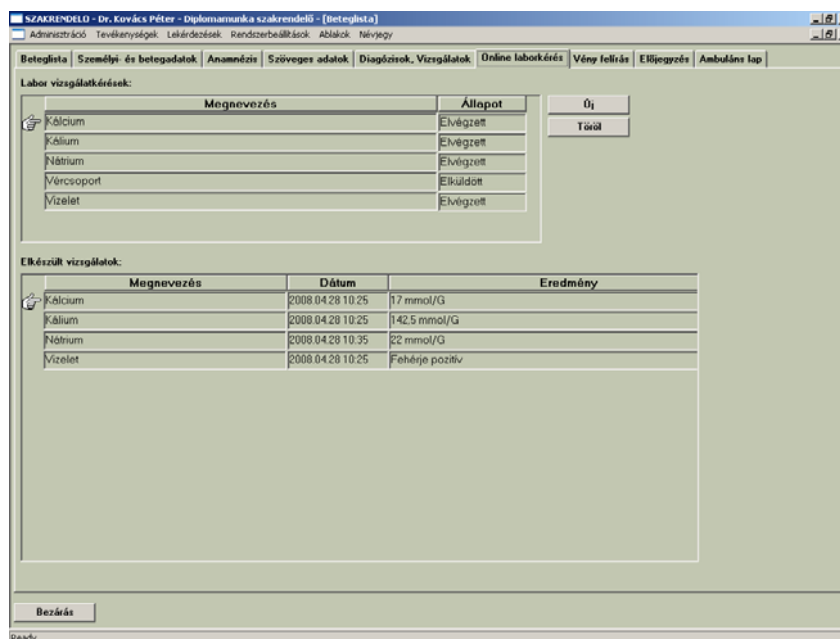 SZAKRENDELO - Dr. Kovács Péter - Diplomamunka szakrendelő - [Beteglista]
Adminisztráció Tevékenységek Lekérdezések Rendszerbeállítások Ablakok Névjegy
Beteglista Személyi- és betegadatok Anamnézis Szöveges adatok Diagózisok, Vizsgálatok Online laborkérés Vény felírás Előjegyzés Ambuláns lap
Labor vizsgálatkérések:
Megnevezés Állapot Új
Kálcium Elvégzett Töröl
Kálium Elvégzett
Nátrium Elvégzett
Vércsoport Elküldött
Vizelet Elvégzett
Elkészült vizsgálatok:
Megnevezés Dátum Eredmény
Kálcium 2008.04.28 10:25 17 mmol/G
Kálium 2008.04.28 10:25 142,5 mmol/G
Nátrium 2008.04.28 10:35 22 mmol/G
Vizelet 2008.04.28 10:25 Fehérje pozitív
Bezárás
Ready